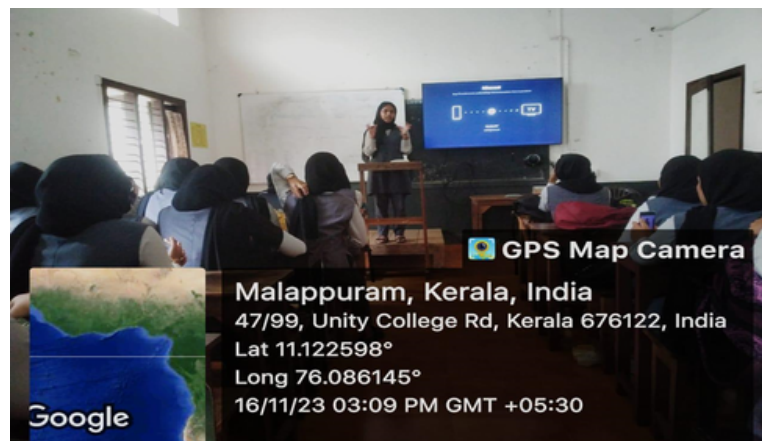 TV
GPS Map Camera
Malappuram, Kerala, India
47/99, Unity College Rd, Kerala 676122, India
Lat 11.122598°
Long 76.086145°
16/11/23 03:09 PM GMT +05:30
Google